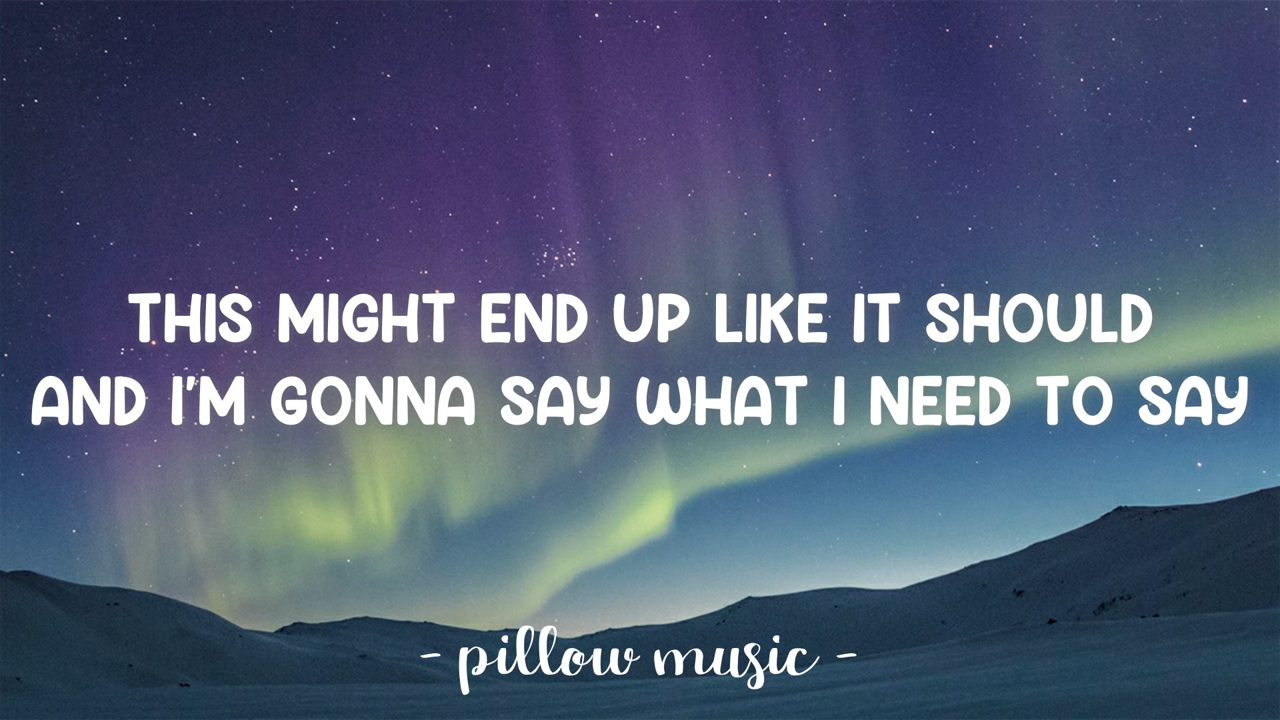 THIS MIGHT END UP LIKE IT SHOULD
AND I'M GONNA SAY WHAT I NEED TO SAY
- pillow music -